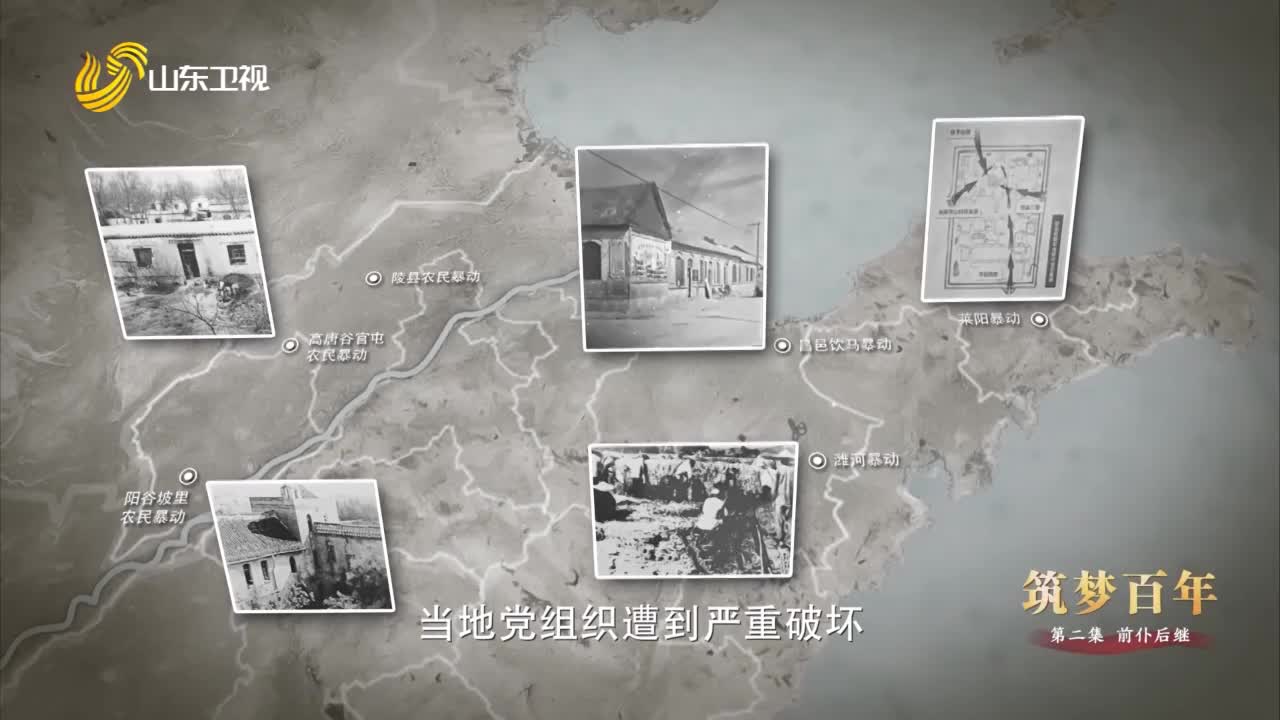 山东卫视
陵县农民暴动
高唐谷官屯
农民暴动
昌邑饮马暴动
莱阳暴动
潍河暴动
阳谷坡里
农民暴动
当地党组织遭到严重破坏
筑梦百年
第二集 前仆后继